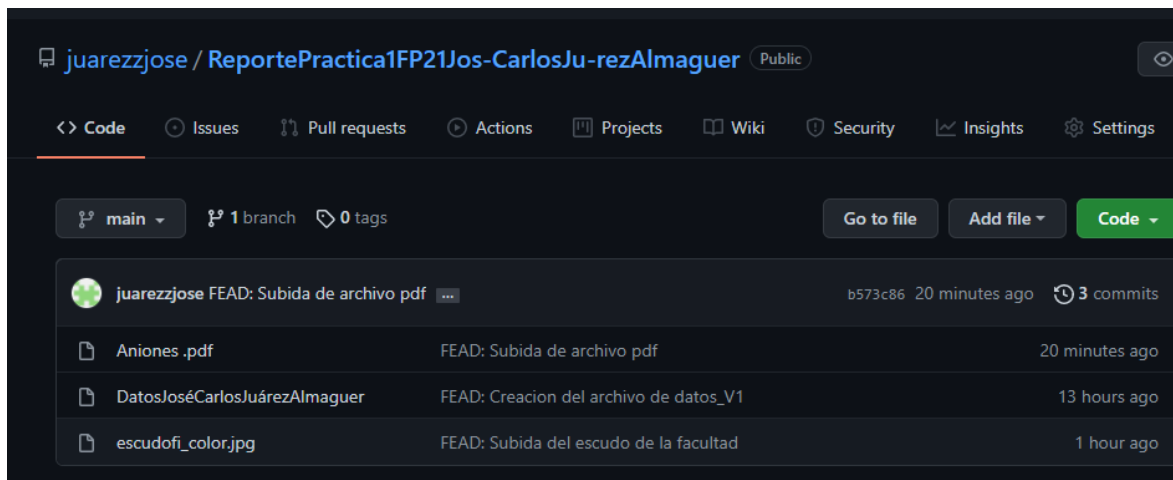 juarezzjose / ReportePractica1FP21Jos-CarlosJu-rezAlmaguer Public
<> Code Issues Pull requests Actions Projects Wiki Security Insights Settings
main 1 branch 0 tags Go to file Add file Code
juarezzjose FEAD: Subida de archivo pdf ... b573c86 20 minutes ago 3 commits
Aniones .pdf FEAD: Subida de archivo pdf 20 minutes ago
DatosJoséCarlosJuárezAlmaguer FEAD: Creacion del archivo de datos_V1 13 hours ago
escudofi_color.jpg FEAD: Subida del escudo de la facultad 1 hour ago